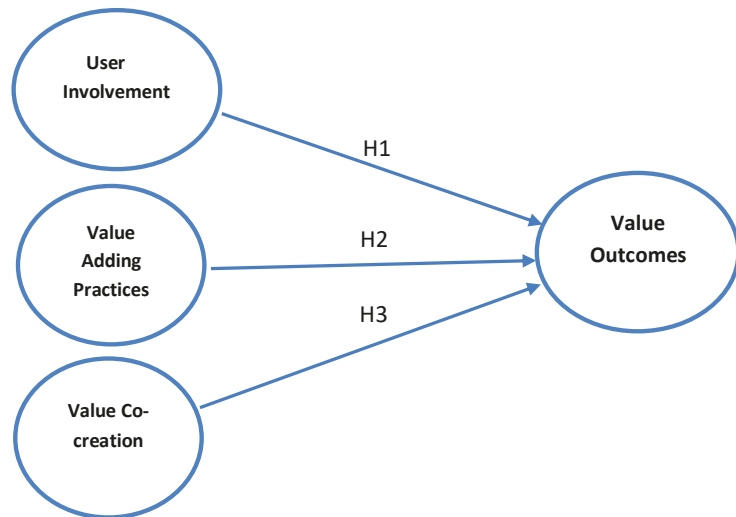 User
Involvement
H1
Value
Adding
Practices
H2
Value
Outcomes
H3
Value Co-
creation